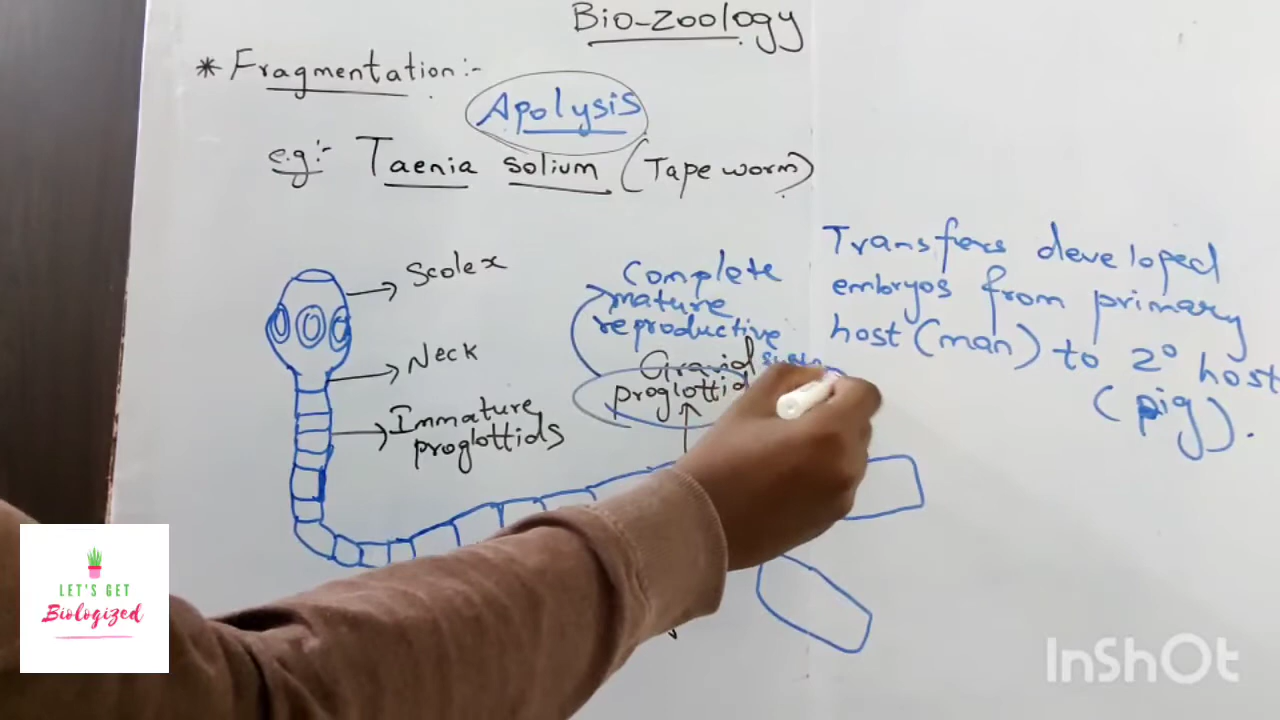 Bio-Zoology
* Fragmentation:-
Apolysis
e.g:- Taenia solium (Tape worm)
Scolex
Neck
Immature
proglottids
Complete
mature
reproductive
Gravid
Transfers developed
embryos from primary
host (man) to 2° host
(pig).
LET'S GET
Biologized
InShOt